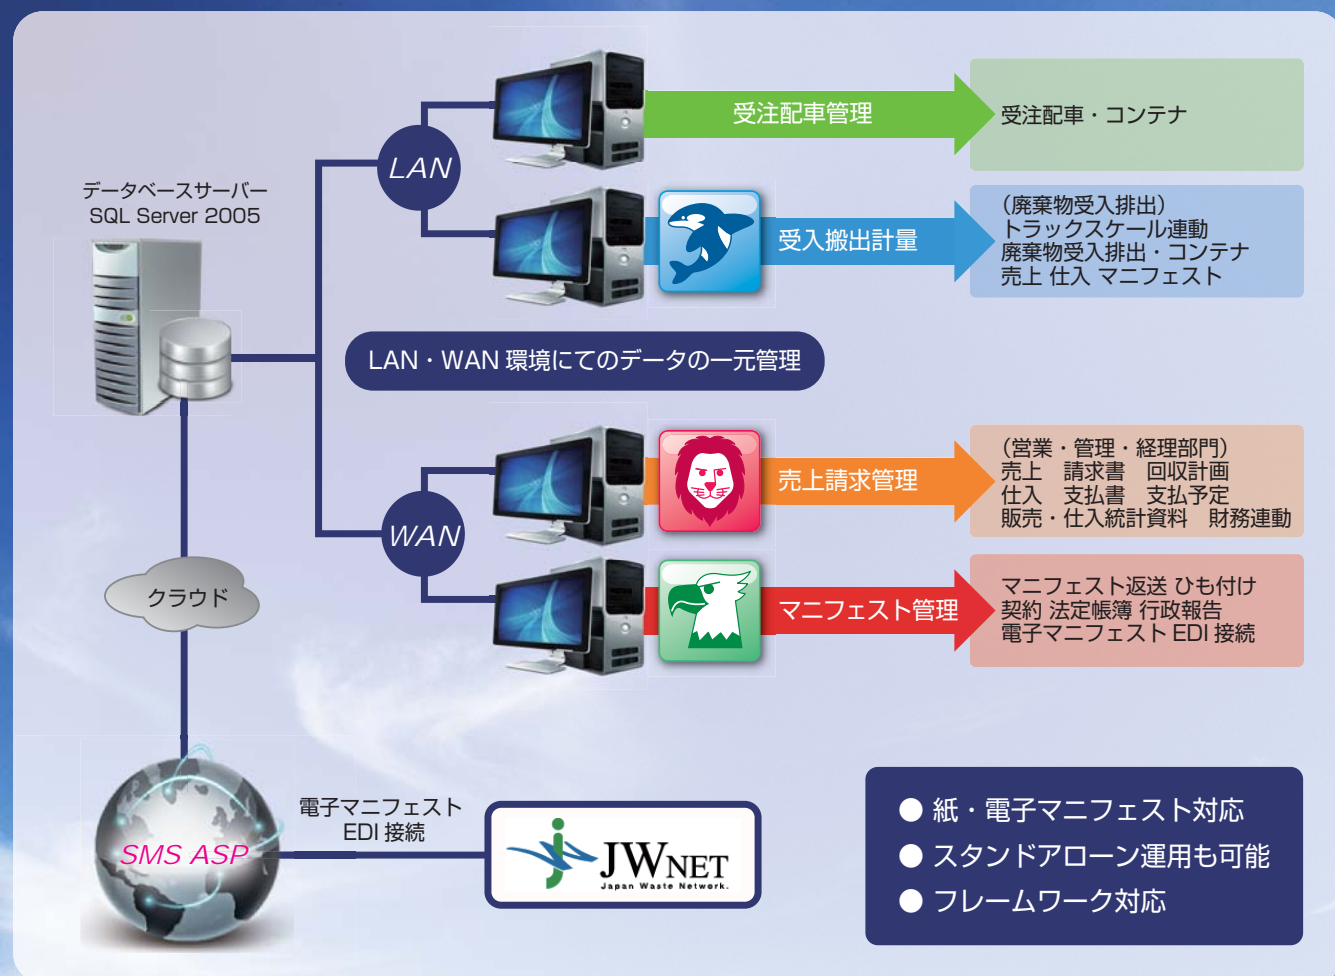 データベースサーバー
SQL Server 2005
LAN
受注配車管理
受注配車・コンテナ
受入搬出計量
(廃棄物受入排出)
トラックスケール連動
廃棄物受入排出・コンテナ
売上 仕入 マニフェスト
LAN・WAN 環境にてのデータの一元管理
WAN
売上請求管理
(営業・管理・経理部門)
売上 請求書 回収計画
仕入 支払書 支払予定
販売・仕入統計資料 財務連動
マニフェスト管理
マニフェスト返送 ひも付け
契約 法定帳簿 行政報告
電子マニフェスト EDI 接続
クラウド
SMS ASP
電子マニフェスト
EDI 接続
JWNET
Japan Waste Network.
● 紙・電子マニフェスト対応
● スタンドアローン運用も可能
● フレームワーク対応